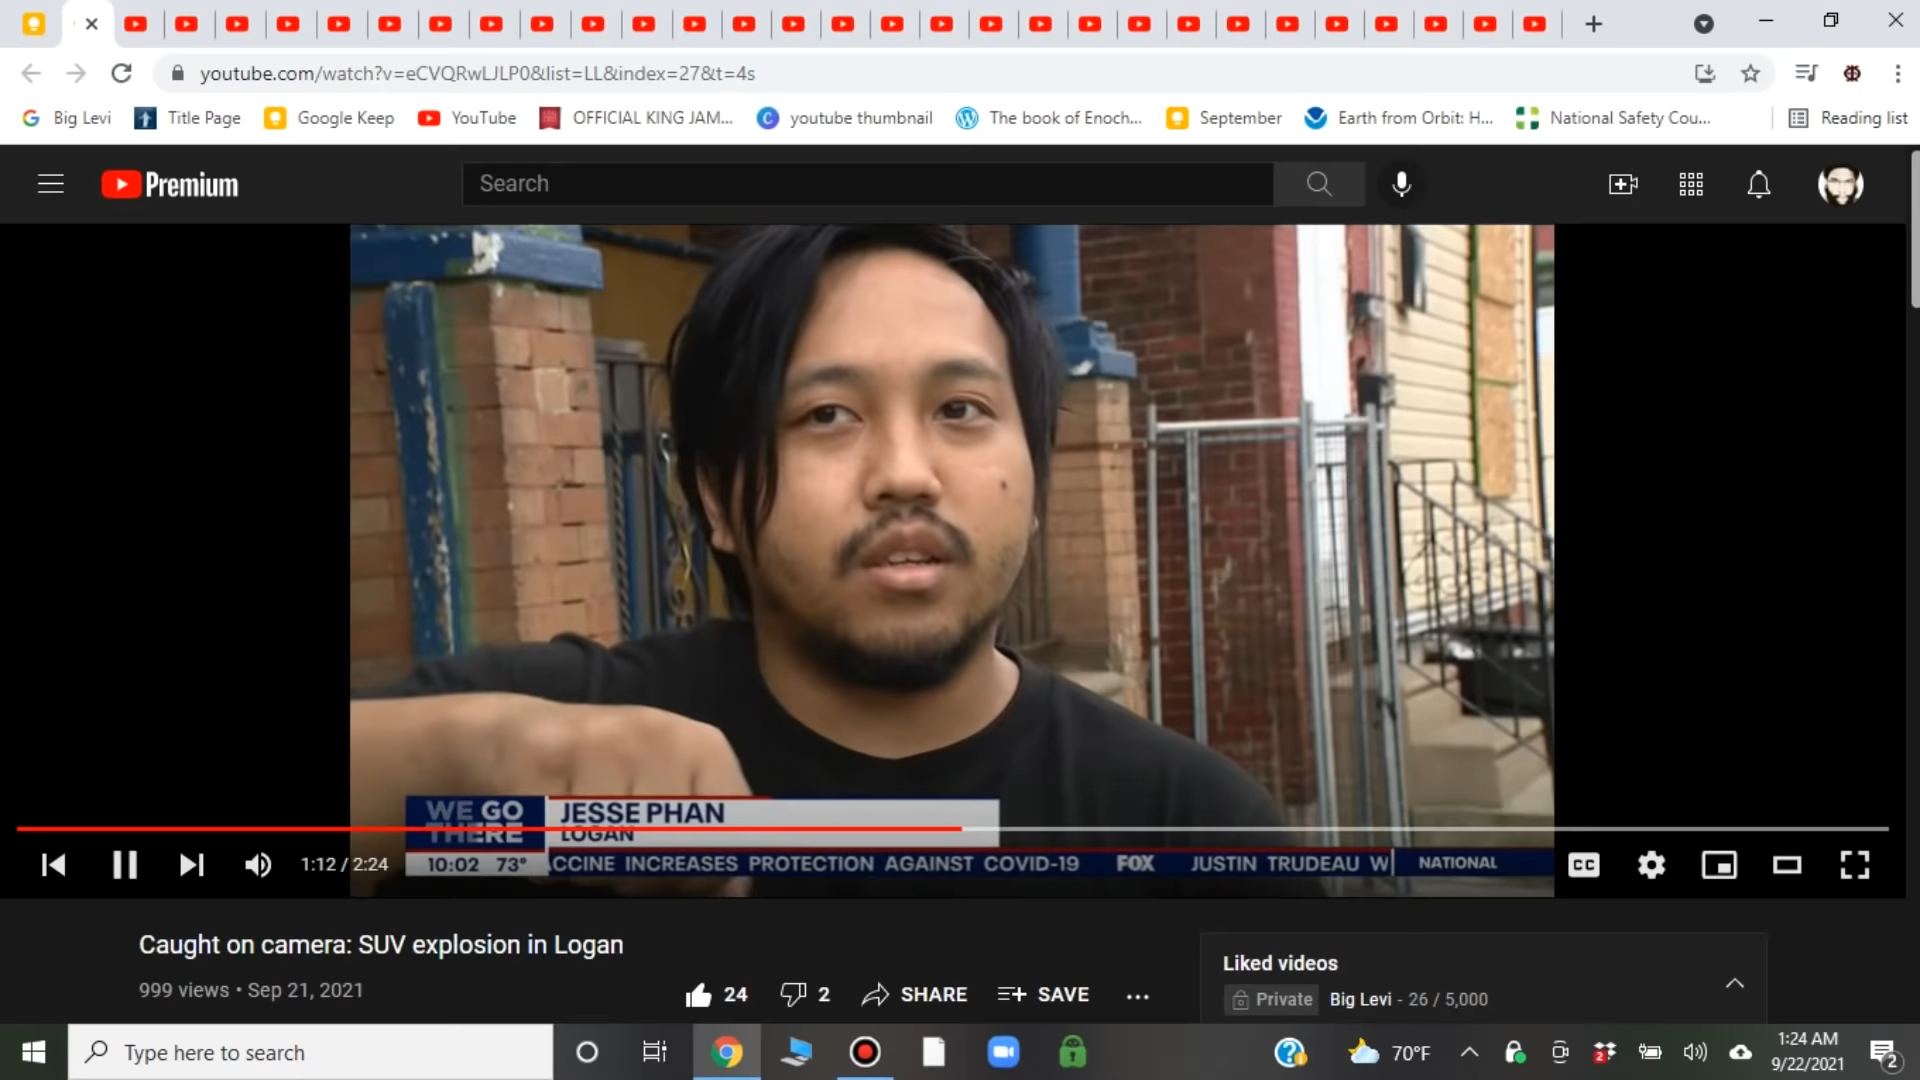 youtube.com/watch?v=eCVQRwLJLP0&list=LL&index=27&t=4s
Big Levi Title Page Google Keep YouTube OFFICIAL KING JAM... youtube thumbnail The book of Enoch... September Earth from Orbit: H... National Safety Cou... Reading list
Premium Search
WE GO THERE
JESSE PHAN
LOGAN
1:12 / 2:24 10:02 73° ACCINE INCREASES PROTECTION AGAINST COVID-19 FOX JUSTIN TRUDEAU W NATIONAL CC
Caught on camera: SUV explosion in Logan
999 views • Sep 21, 2021
24 2 SHARE SAVE ...
Liked videos
Private Big Levi - 26 / 5,000
Type here to search 70°F 1:24 AM
9/22/2021 2